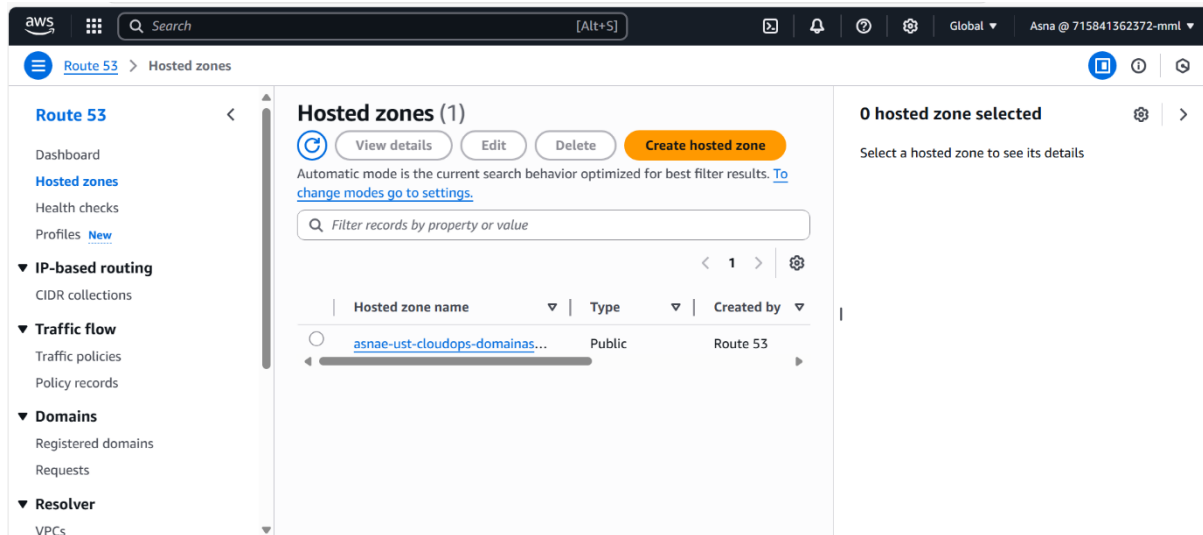 aws
Search [Alt+S]
Global ▼
Asna @ 715841362372-mml ▼
Route 53 > Hosted zones
Route 53
Dashboard
Hosted zones
Health checks
Profiles New
▼ IP-based routing
CIDR collections
▼ Traffic flow
Traffic policies
Policy records
▼ Domains
Registered domains
Requests
▼ Resolver
VPCs
Hosted zones (1)
View details Edit Delete Create hosted zone
Automatic mode is the current search behavior optimized for best filter results. To
change modes go to settings.
Filter records by property or value
< 1 >
Hosted zone name Type Created by
asnae-ust-cloudops-domainas... Public Route 53
0 hosted zone selected
Select a hosted zone to see its details